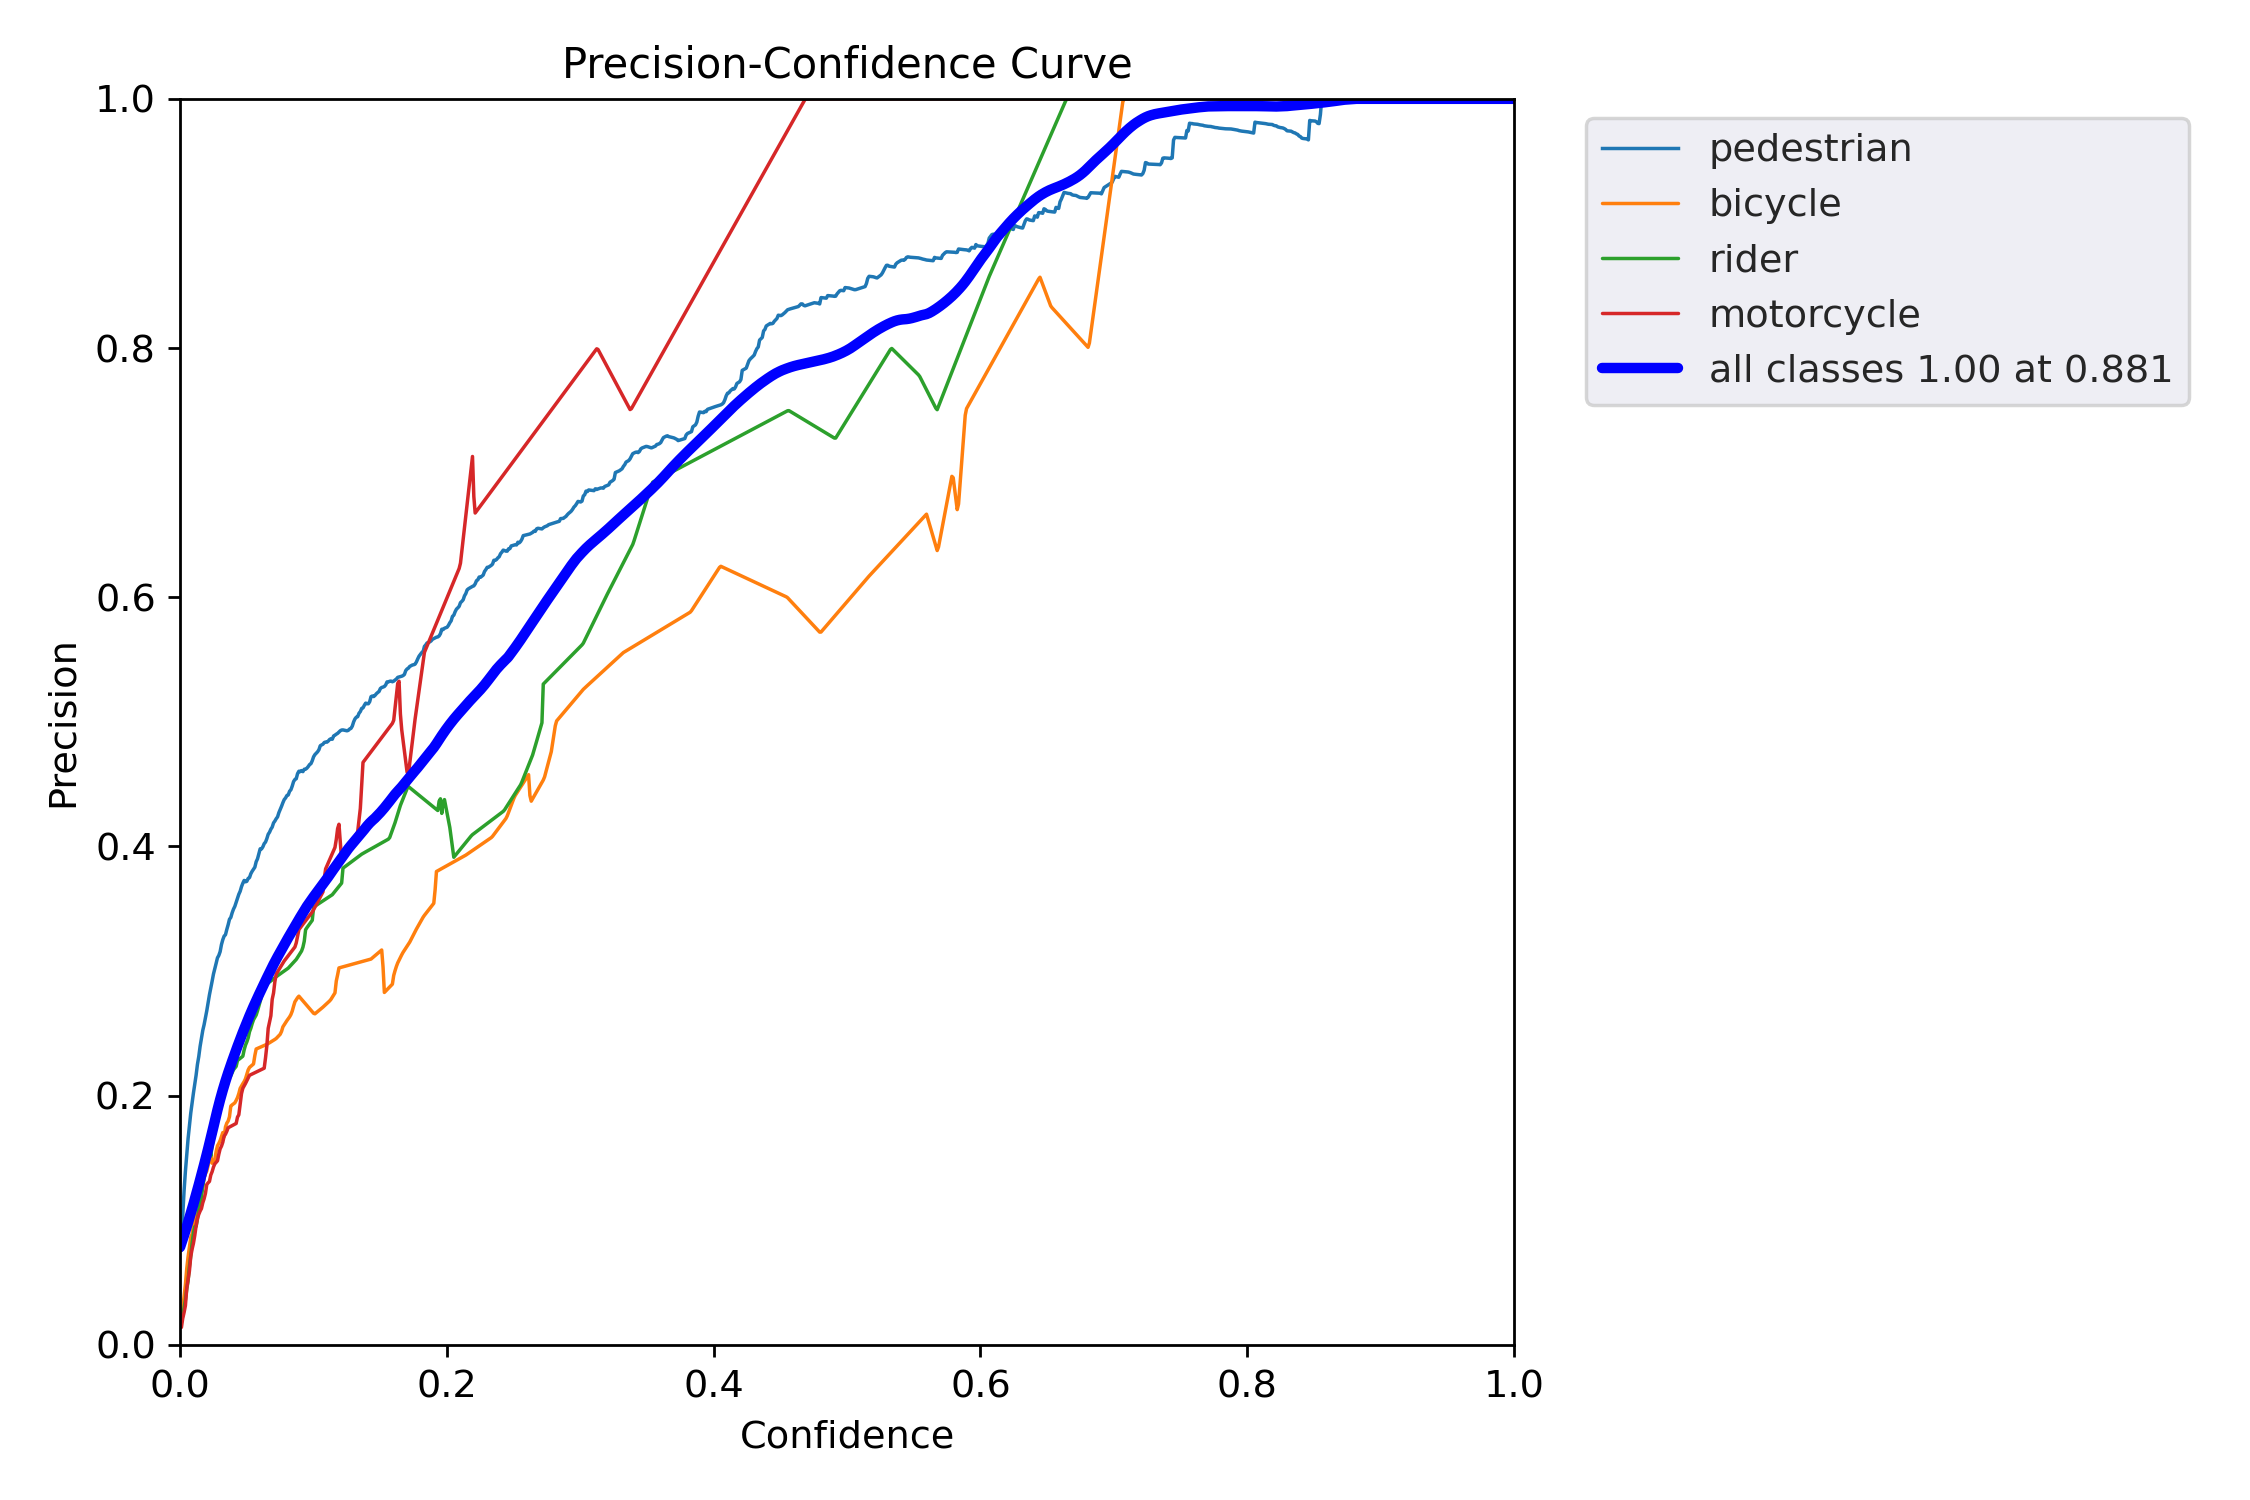 Precision-Confidence Curve
1.0
0.8
0.6
0.4
0.2
0.0
Precision
0.0 0.2 0.4 0.6 0.8 1.0
Confidence
pedestrian
bicycle
rider
motorcycle
all classes 1.00 at 0.881